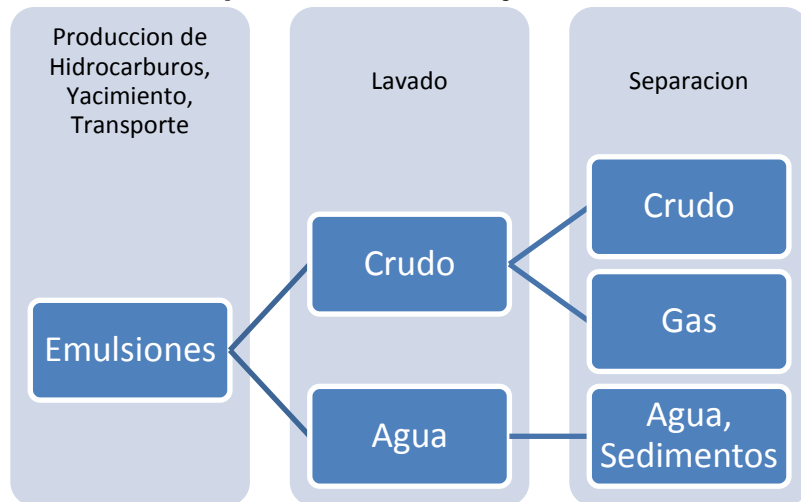 Produccion de
Hidrocarburos,
Yacimiento,
Transporte
Lavado
Separacion
Emulsiones
Crudo
Agua
Crudo
Gas
Agua,
Sedimentos